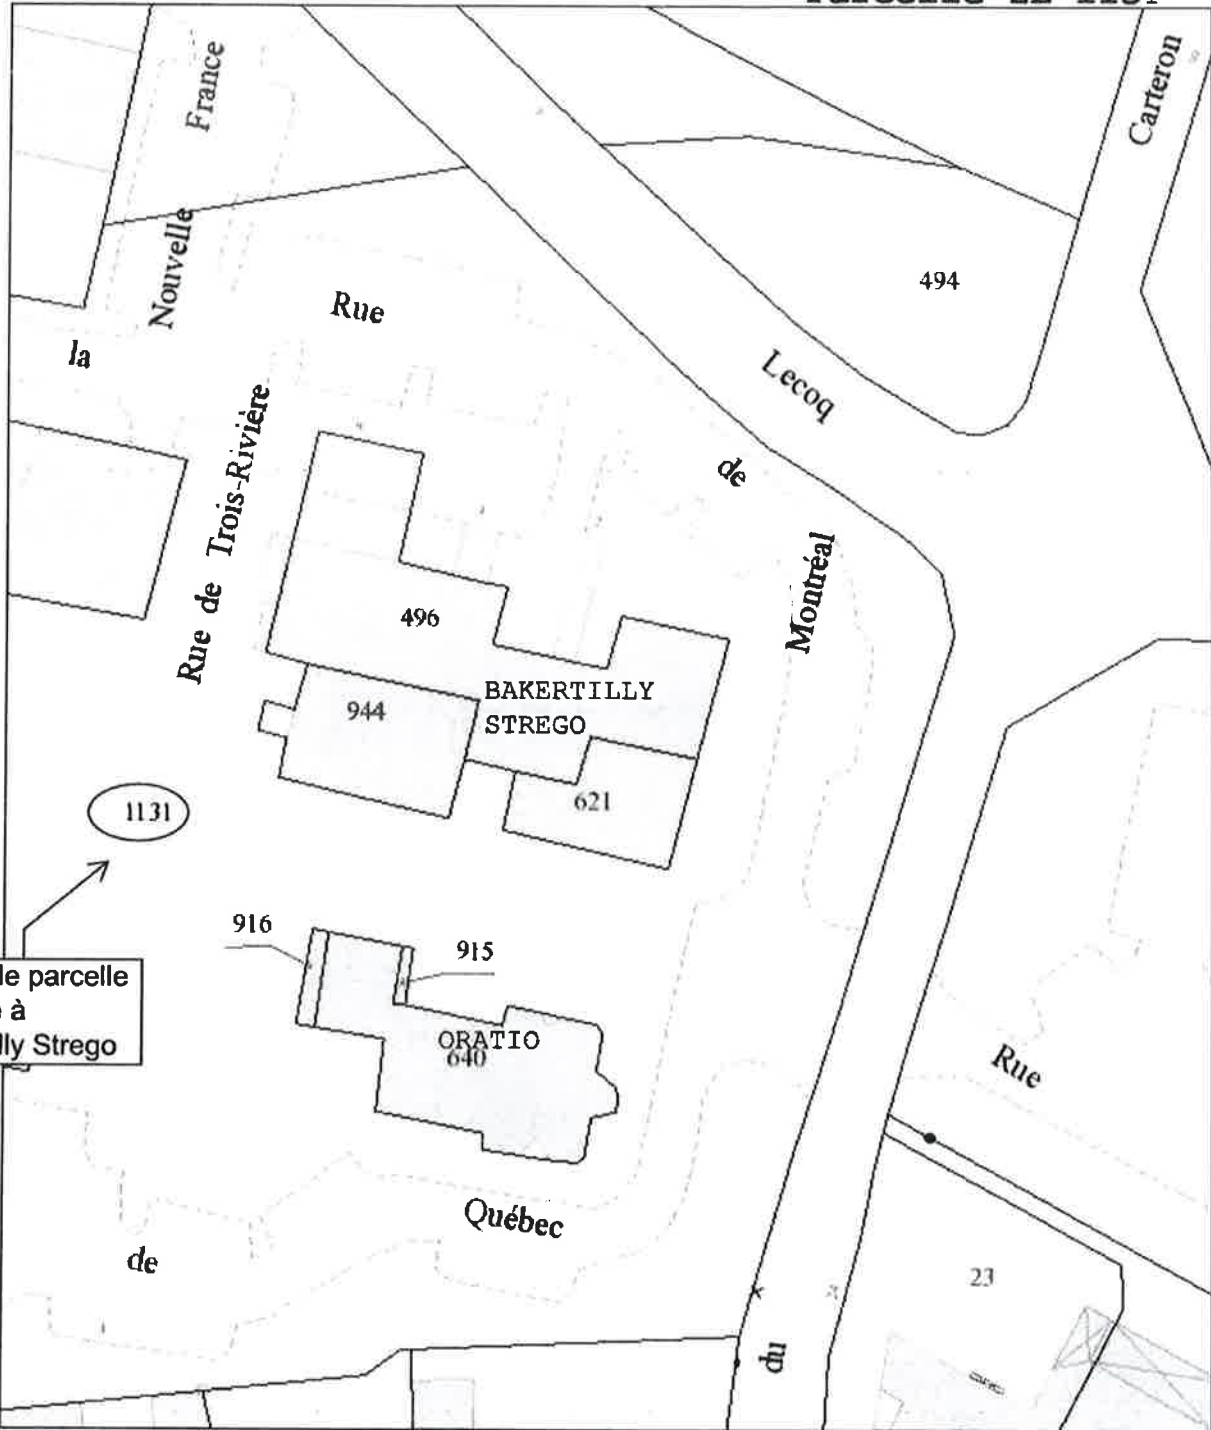 Carteron
France
Nouvelle
494
Rue
la
Lecoq
Rue de Trois-Rivière
de
Montréal
496
BAKERTILLY
STREGO
944
621
1131
916
915
le parcelle
à
lly Strego
ORATIO
640
Rue
Québec
de
23
du